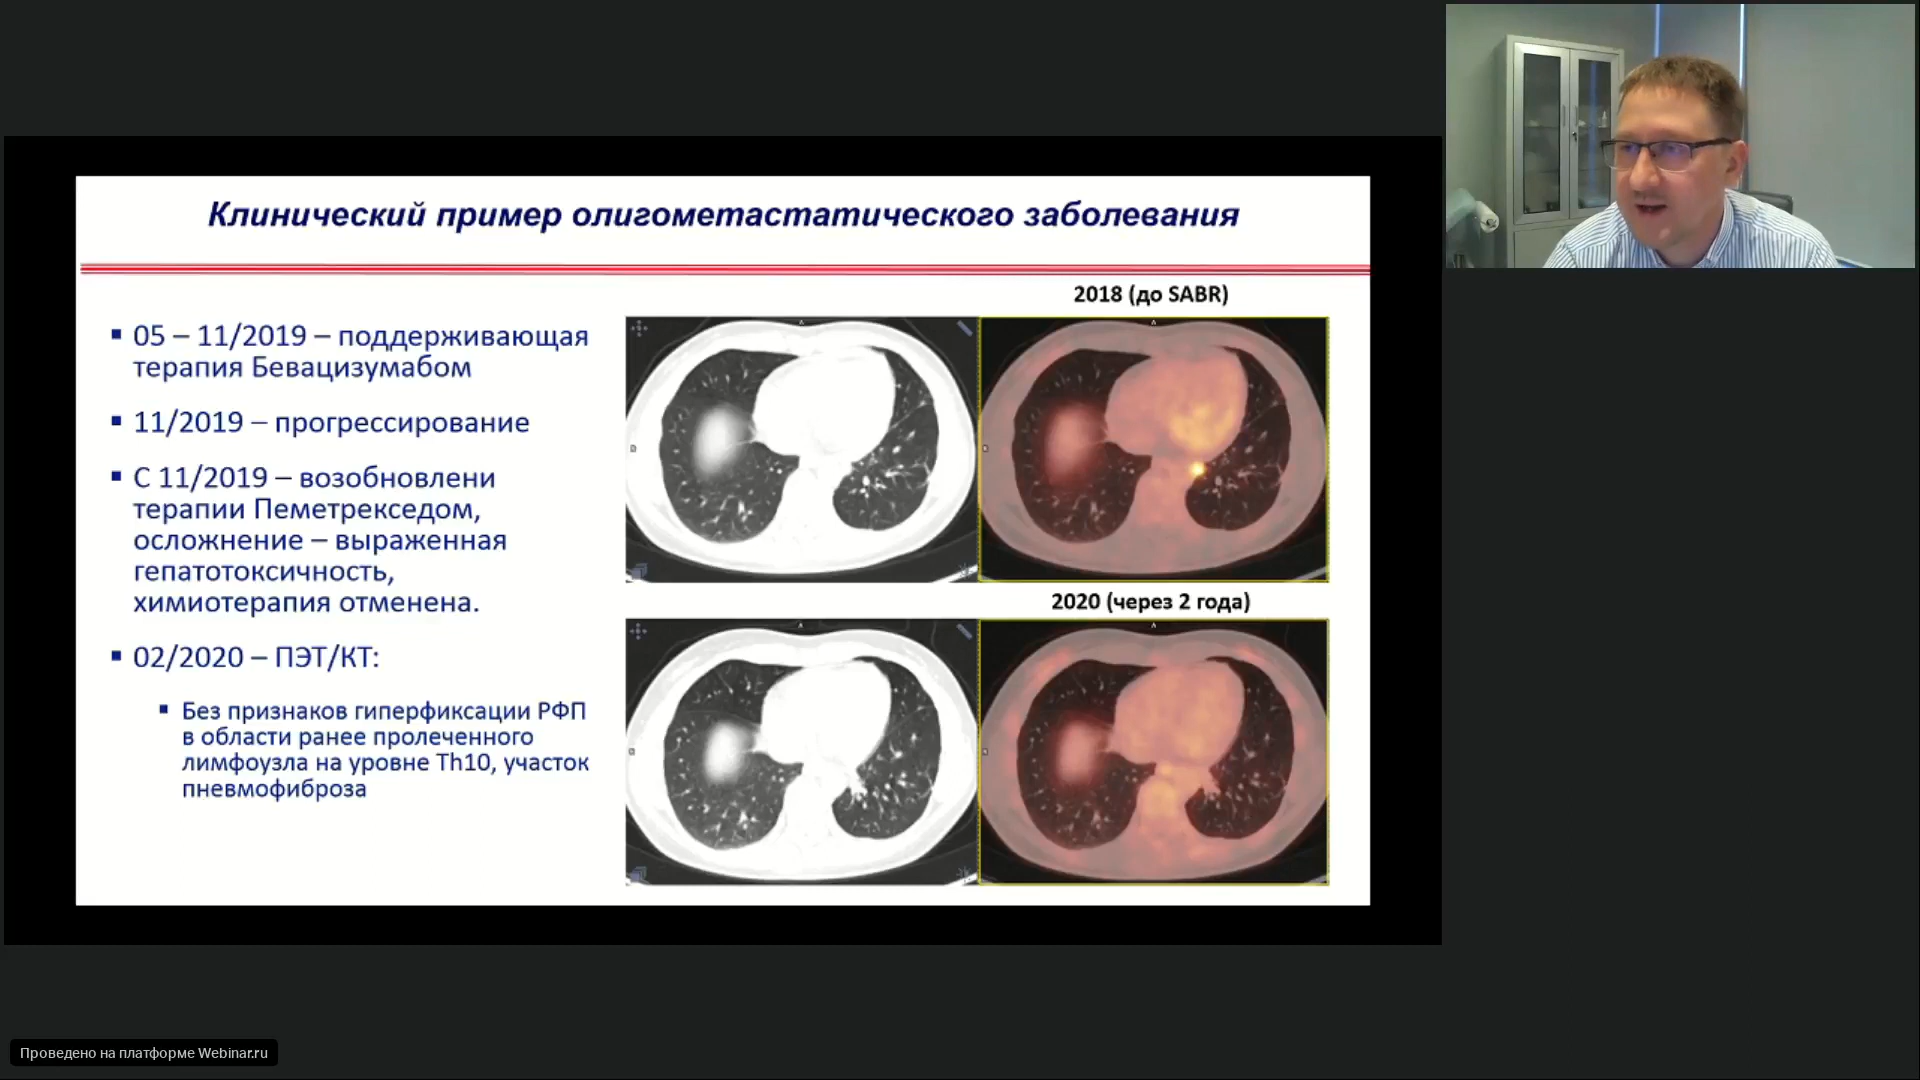 Клинический пример олигометастатического заболевания
2018 (до SABR)
▪ 05 – 11/2019 – поддерживающая
терапия Бевацизумабом
▪ 11/2019 – прогрессирование
▪ С 11/2019 – возобновлени
терапии Пеметрекседом,
осложнение – выраженная
гепатотоксичность,
химиотерапия отменена.
2020 (через 2 года)
▪ 02/2020 – ПЭТ/КТ:
▪ Без признаков гиперфиксации РФП
в области ранее пролеченного
лимфоузла на уровне Th10, участок
пневмофиброза
Проведено на платформе Webinar.ru